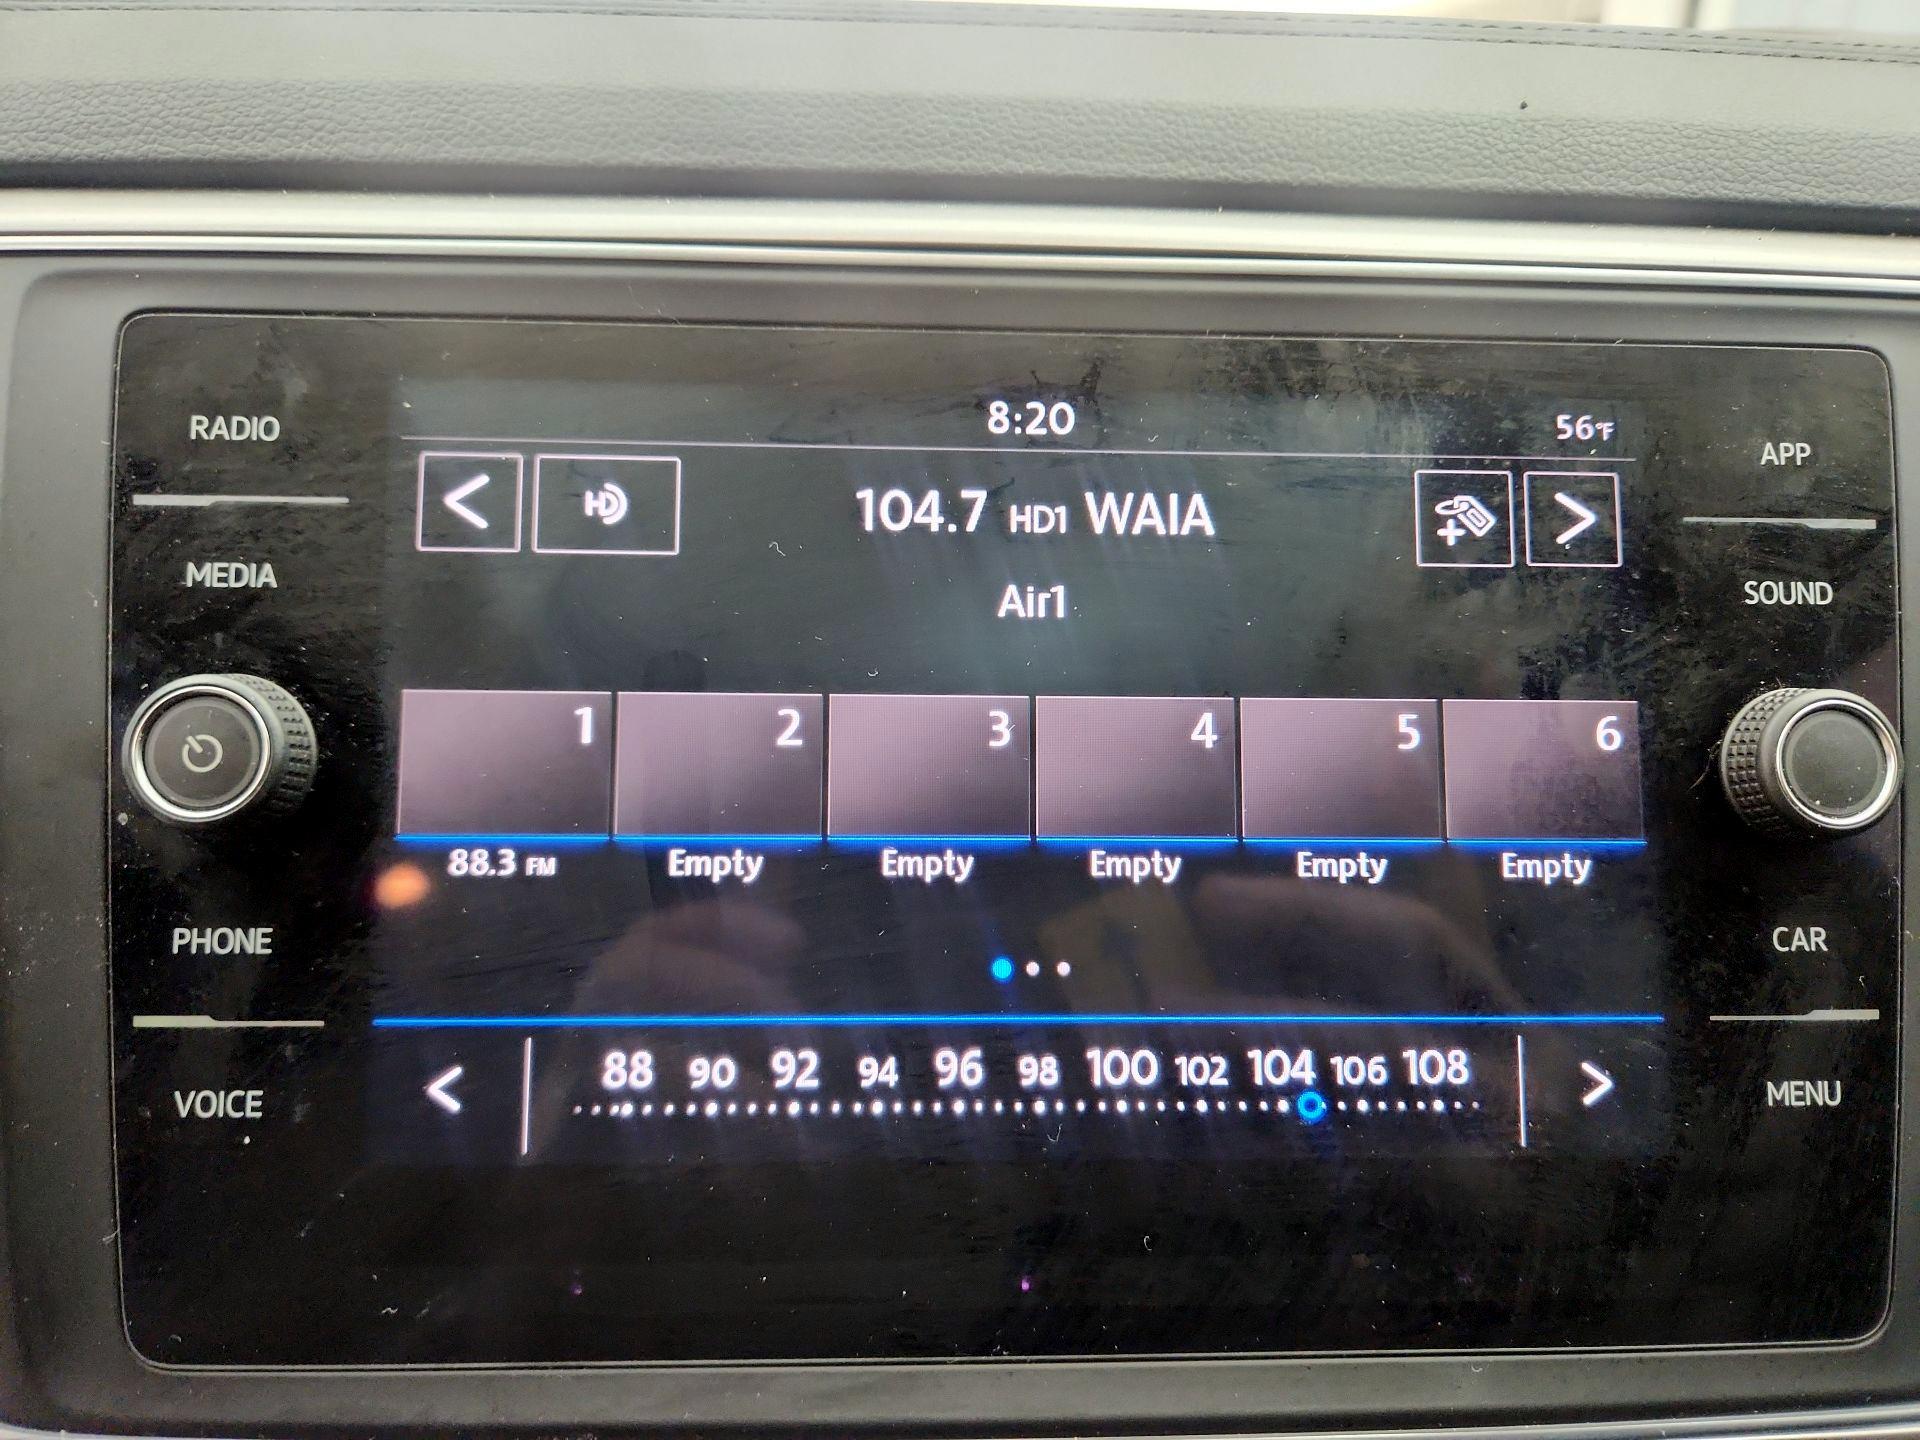 8:20 56°F
RADIO
APP
< HD 104.7 HD1 WAIA >
MEDIA
Air1
SOUND
1 2 3 4 5 6
88.3 FM Empty Empty Empty Empty Empty
PHONE
CAR
< 88 90 92 94 96 98 100 102 104 106 108 >
VOICE
MENU